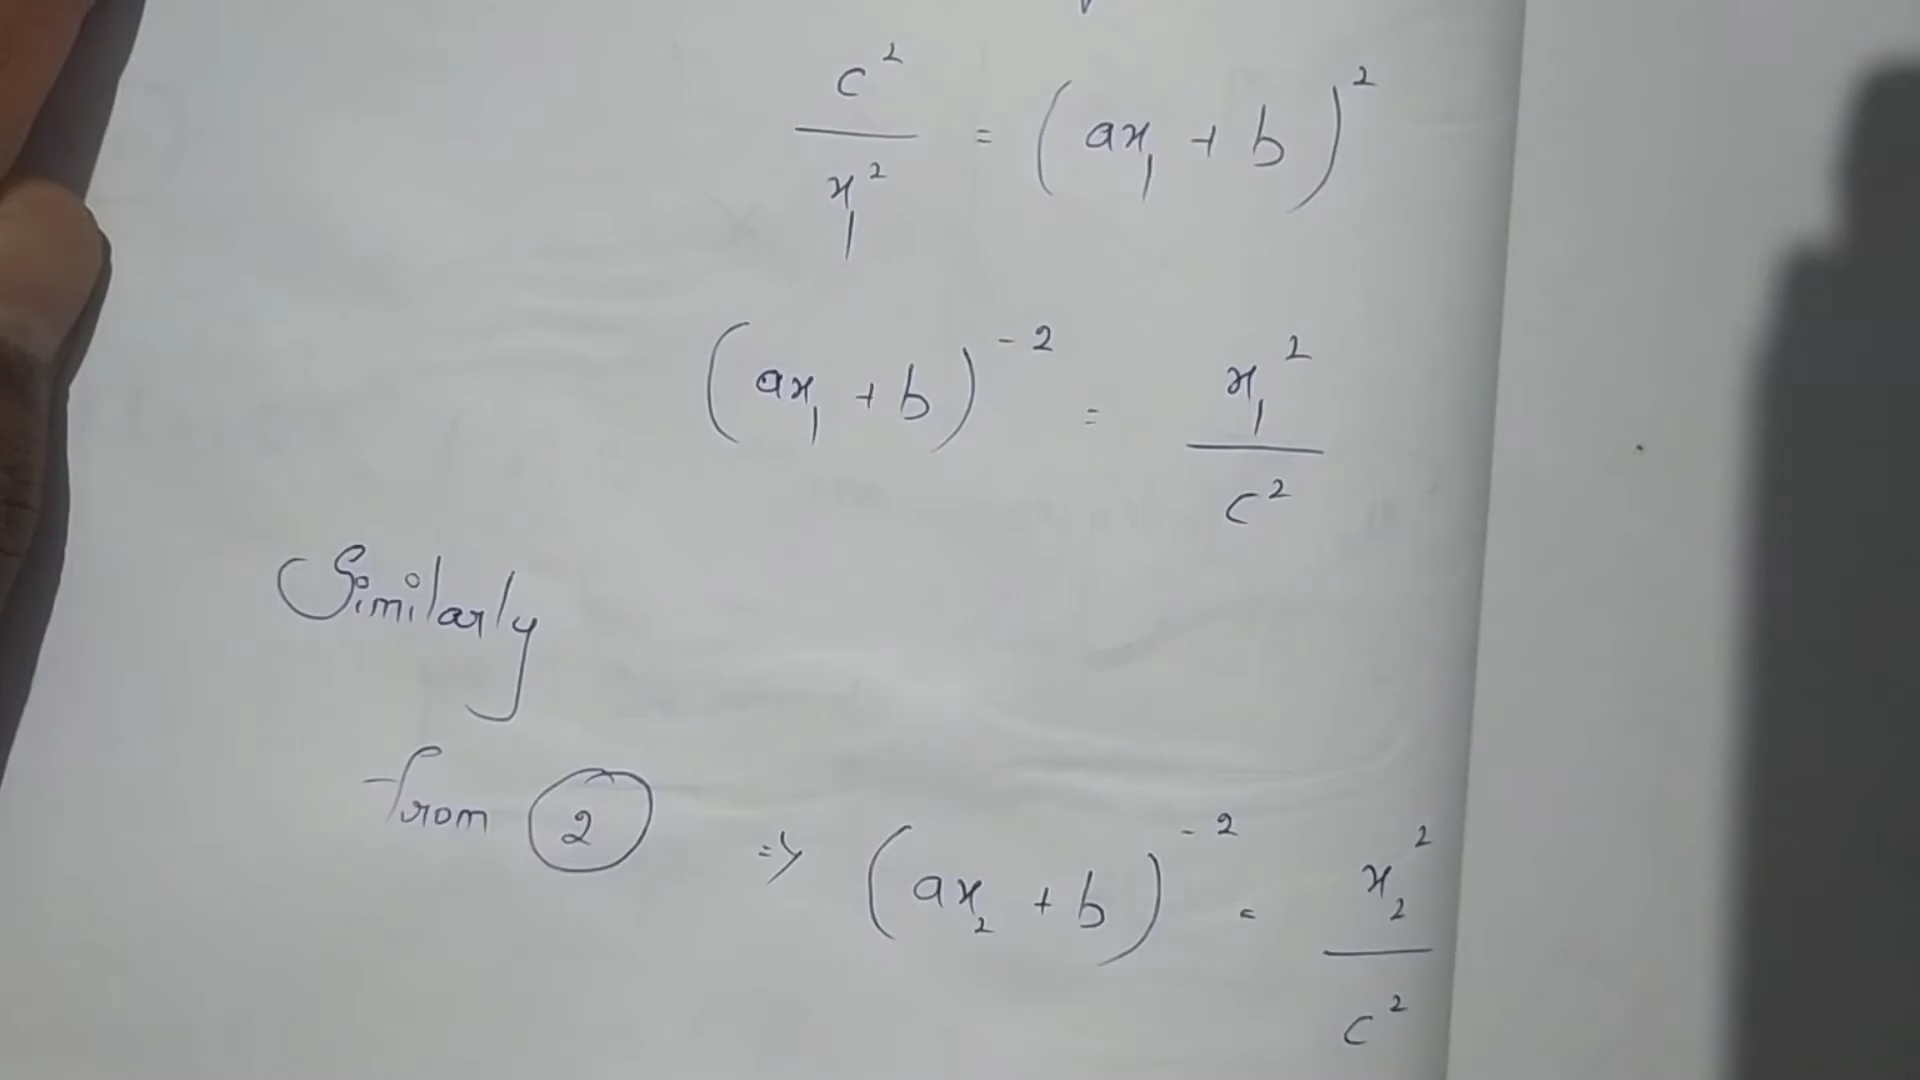 c² / x₁² = (ax₁ + b)²
(ax₁ + b)⁻² = x₁² / c²
Similarly
from ② ⇒ (ax₂ + b)⁻² = x₂² / c²